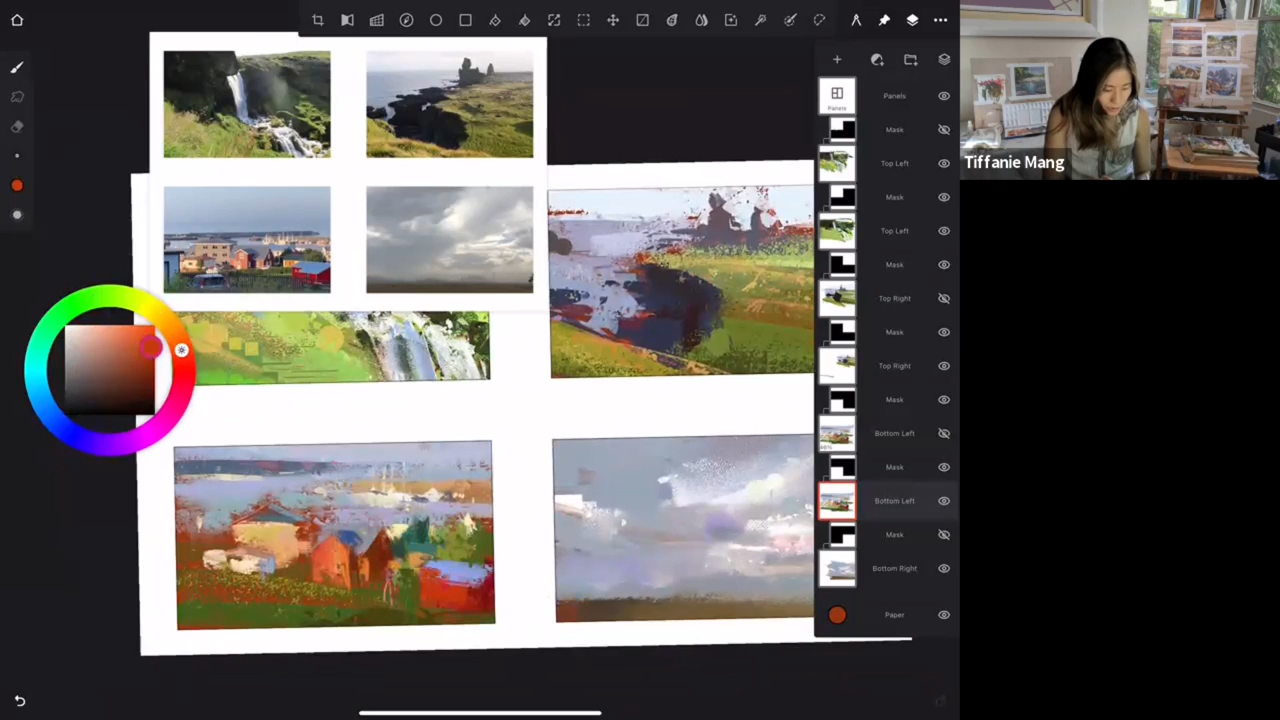 Panels
Panels
Mask
Top Left
Mask
Top Left
Mask
Top Right
Mask
Top Right
Mask
Bottom Left
Mask
Bottom Left
Mask
Bottom Right
Paper
Tiffanie Mang